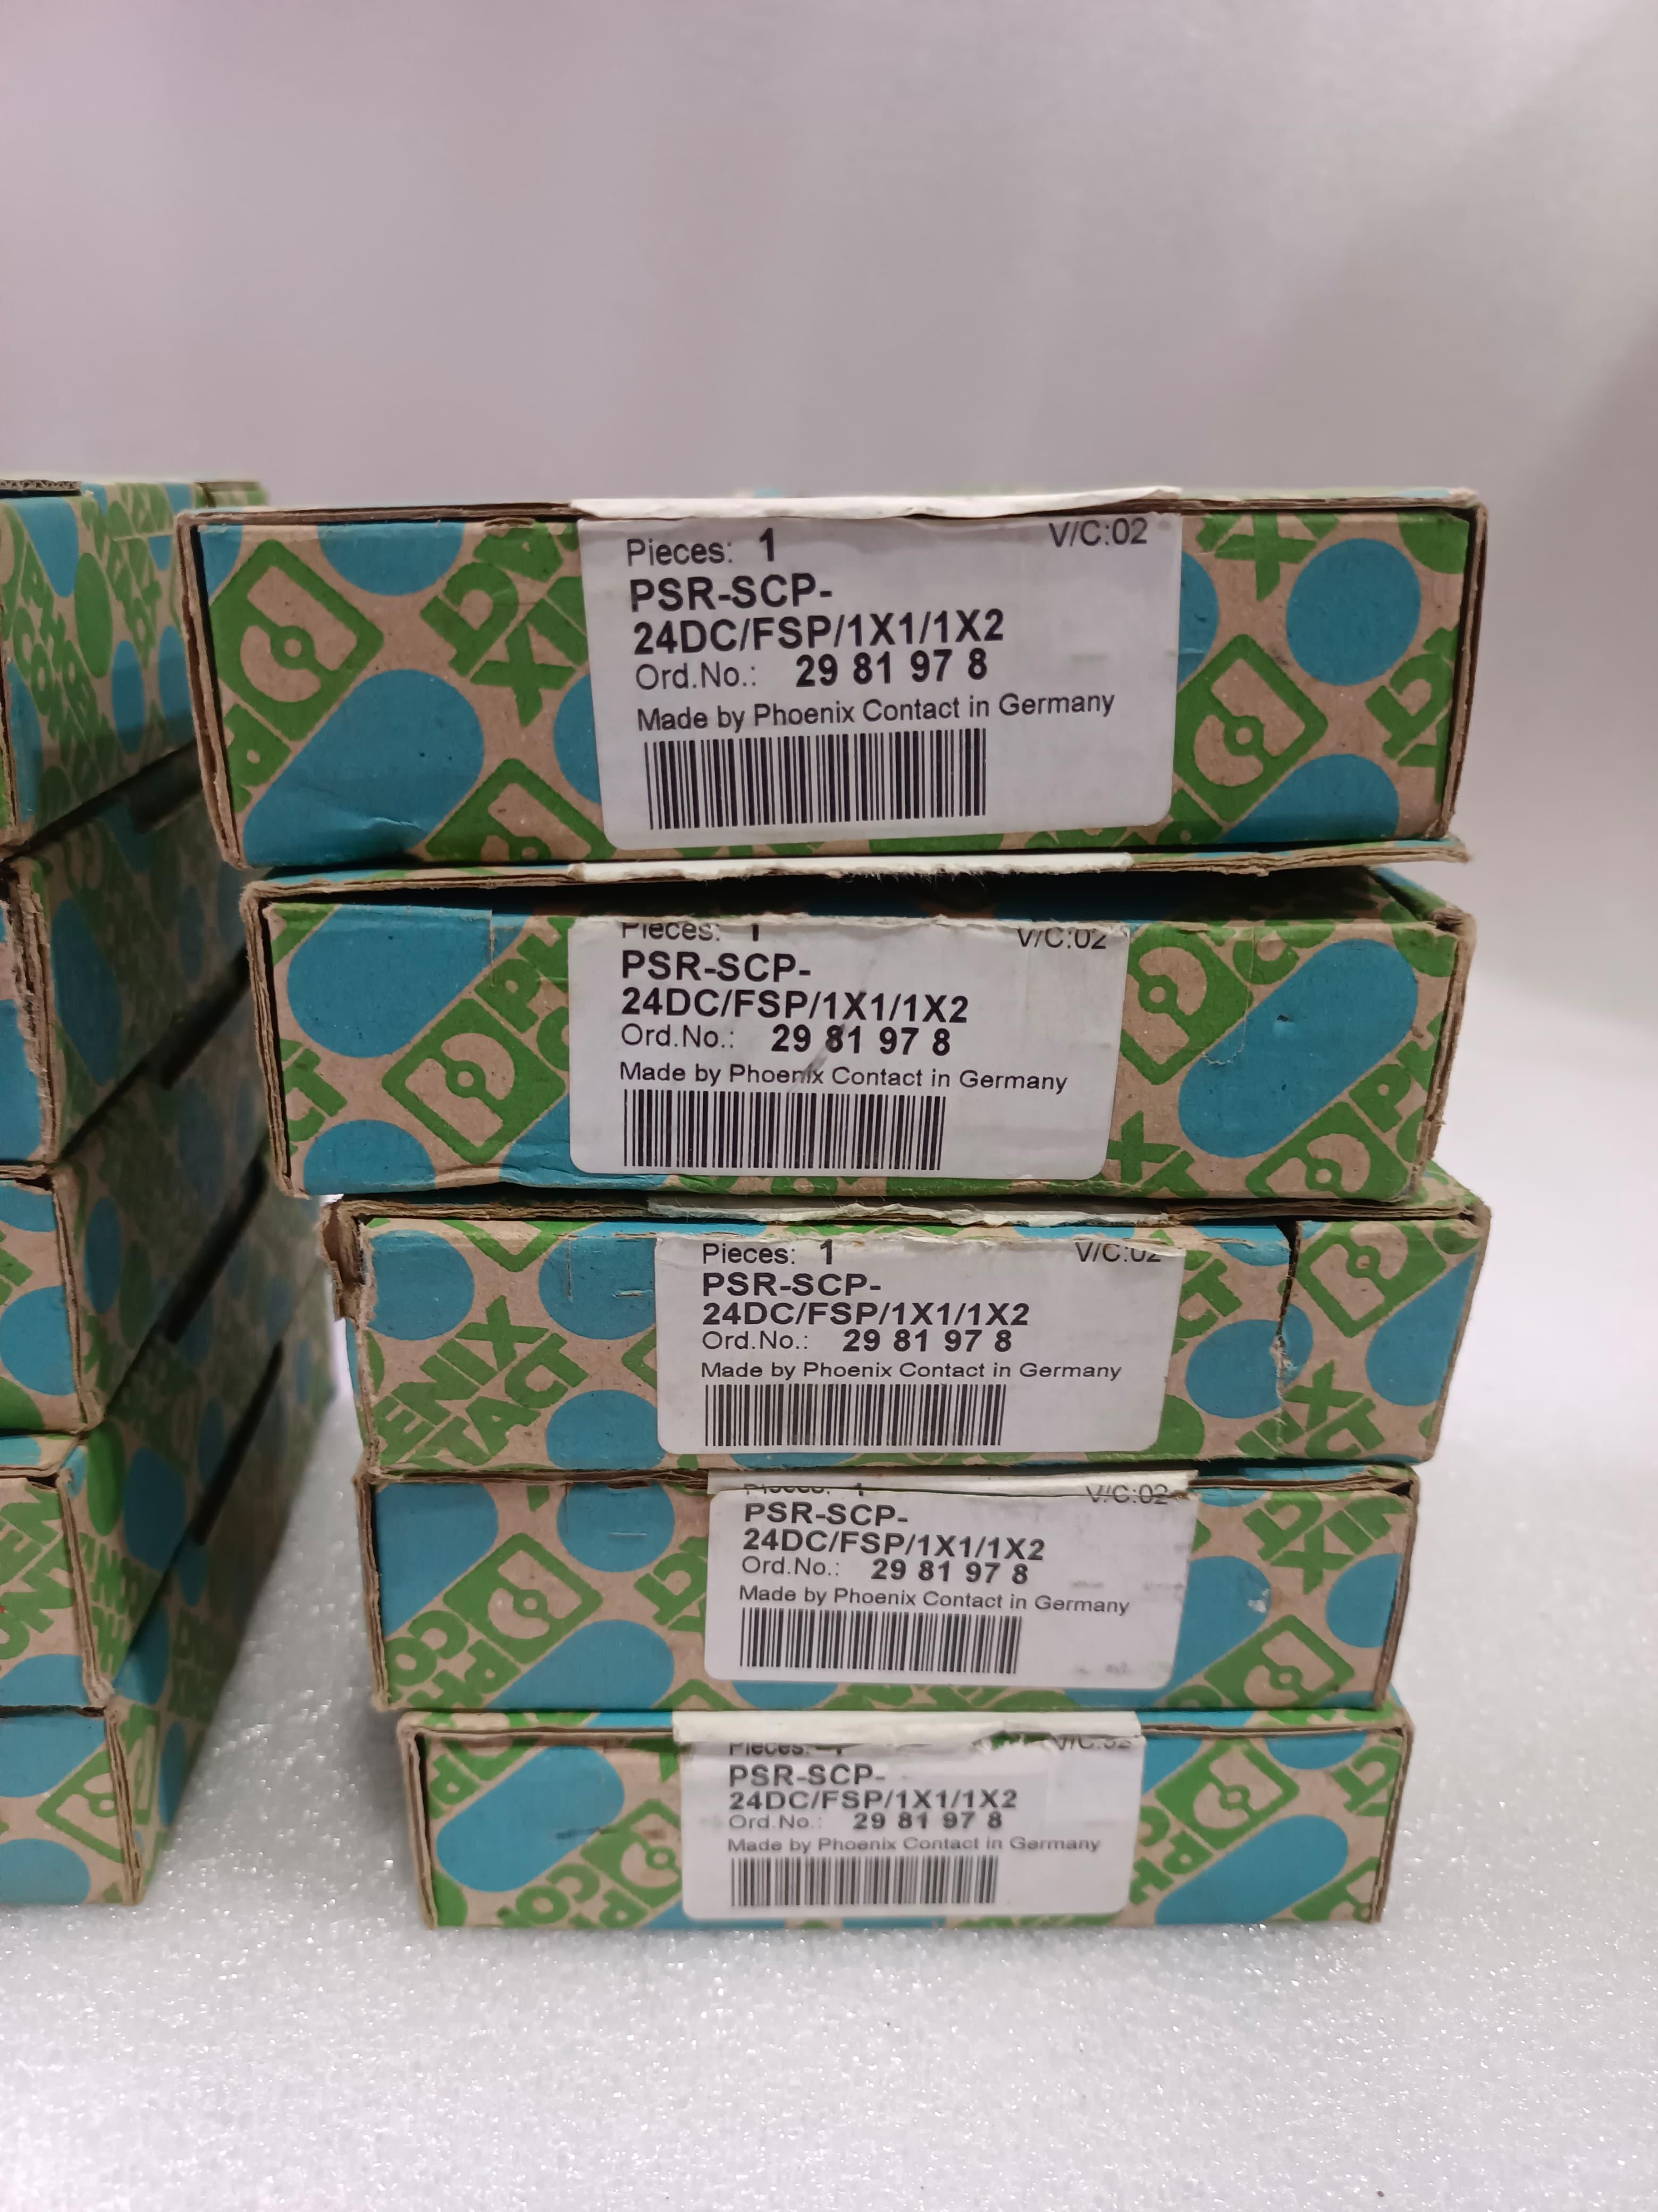 Pieces: 1 V/C:02
PSR-SCP-
24DC/FSP/1X1/1X2
Ord.No.: 29 81 97 8
Made by Phoenix Contact in Germany
Pieces: 1 V/C:02
PSR-SCP-
24DC/FSP/1X1/1X2
Ord.No.: 29 81 97 8
Made by Phoenix Contact in Germany
Pieces: 1 V/C:02
PSR-SCP-
24DC/FSP/1X1/1X2
Ord.No.: 29 81 97 8
Made by Phoenix Contact in Germany
V/C:02
PSR-SCP-
24DC/FSP/1X1/1X2
Ord.No.: 29 81 97 8
Made by Phoenix Contact in Germany
Pieces:
PSR-SCP-
24DC/FSP/1X1/1X2
Ord.No.: 29 81 97 8
Made by Phoenix Contact in Germany
ENIX
TACT